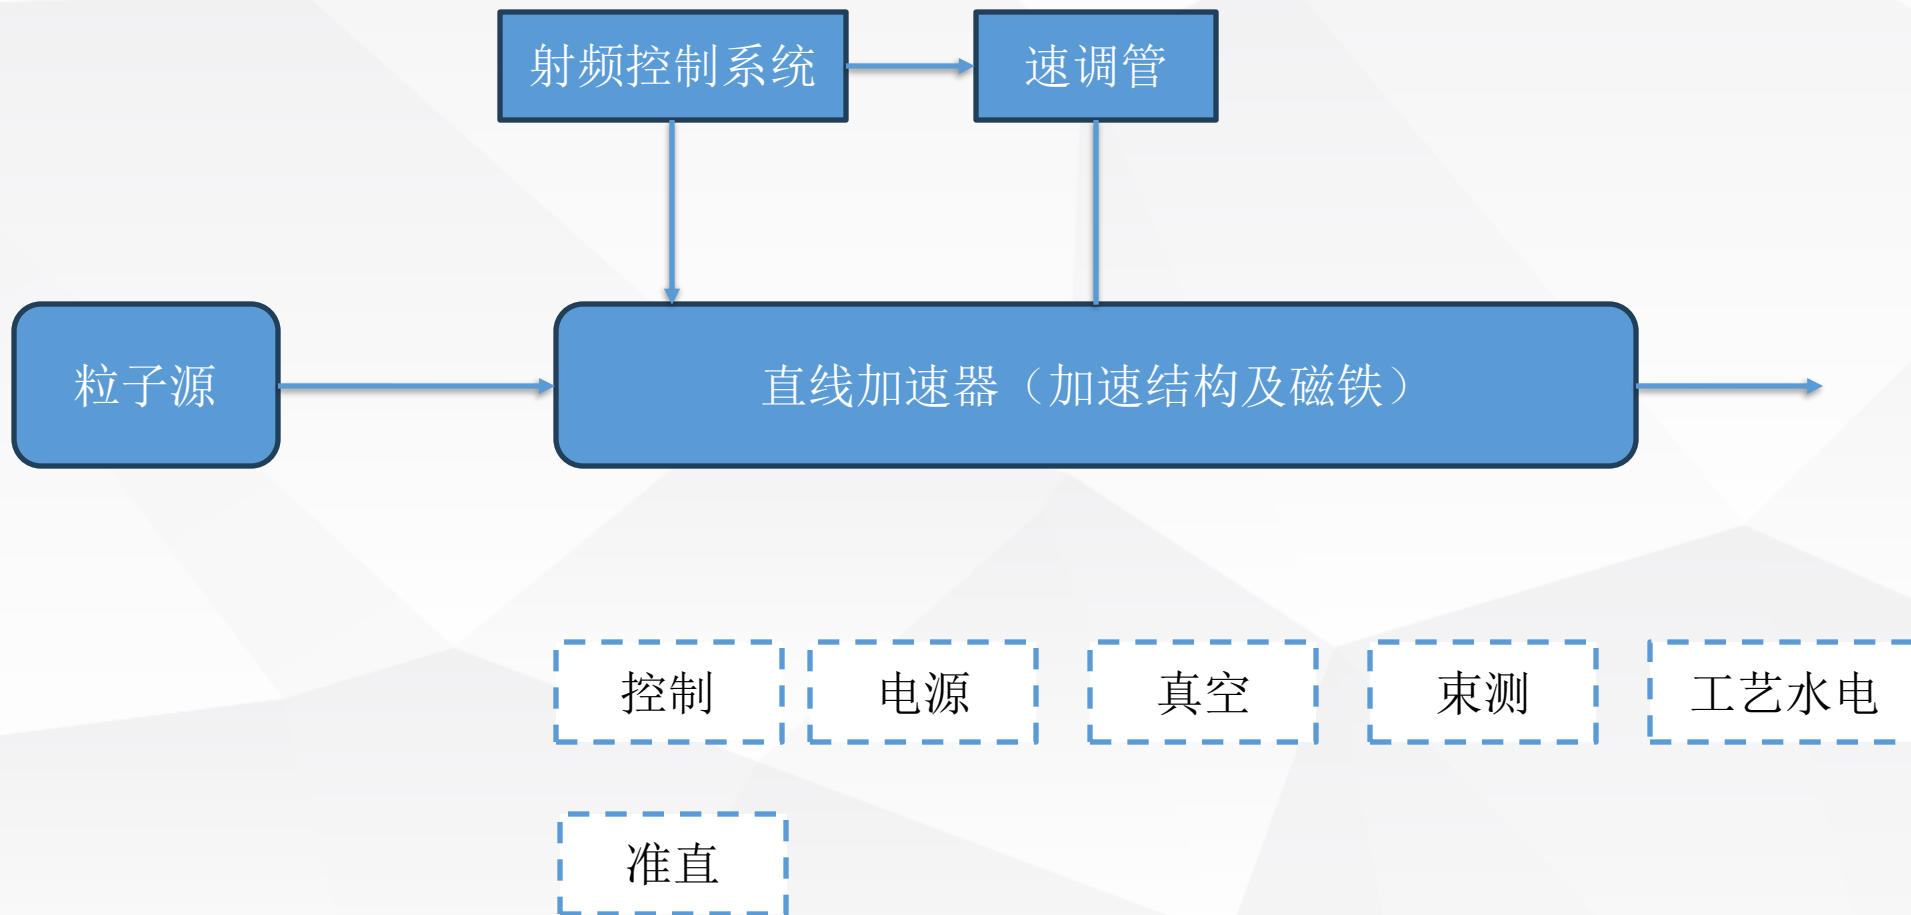 射频控制系统
速调管
粒子源
直线加速器（加速结构及磁铁）
控制
电源
真空
束测
工艺水电
准直